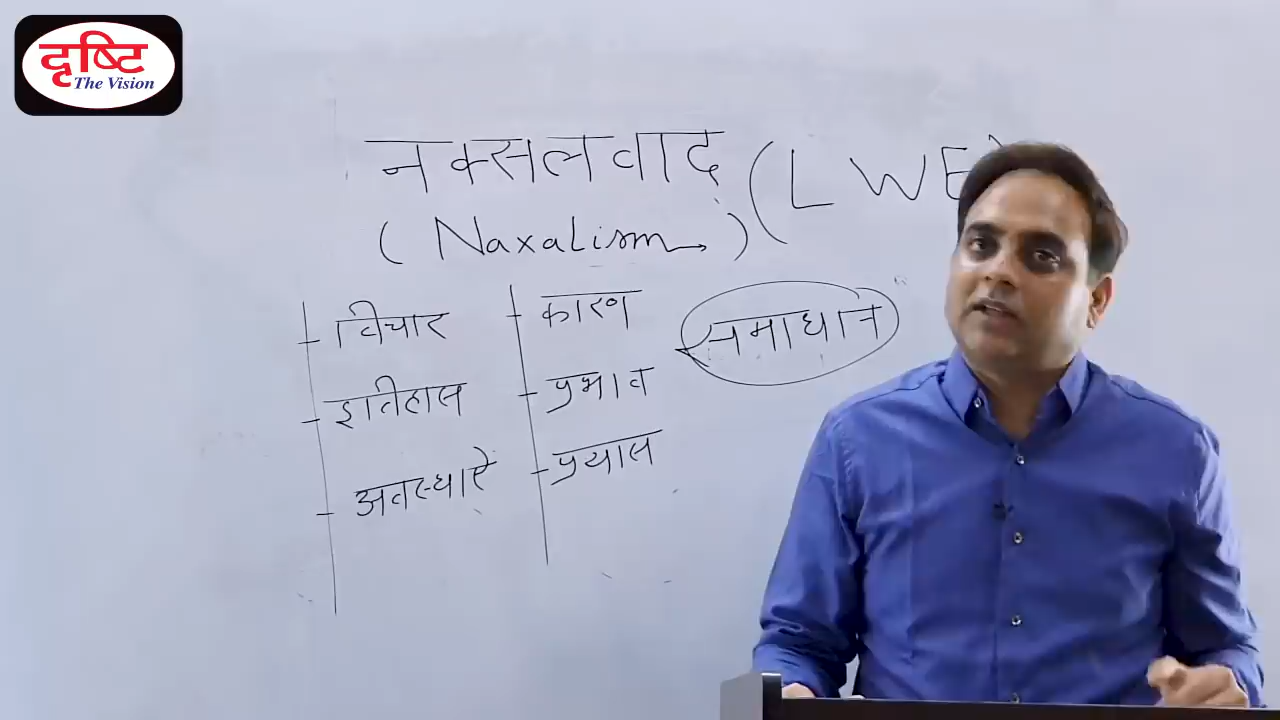 दृष्टि
The Vision
नक्सलवाद (LWE)
(Naxalism)
विचार
इतिहास
अवस्थाएँ
कारण
प्रभाव
प्रयास
समाधान